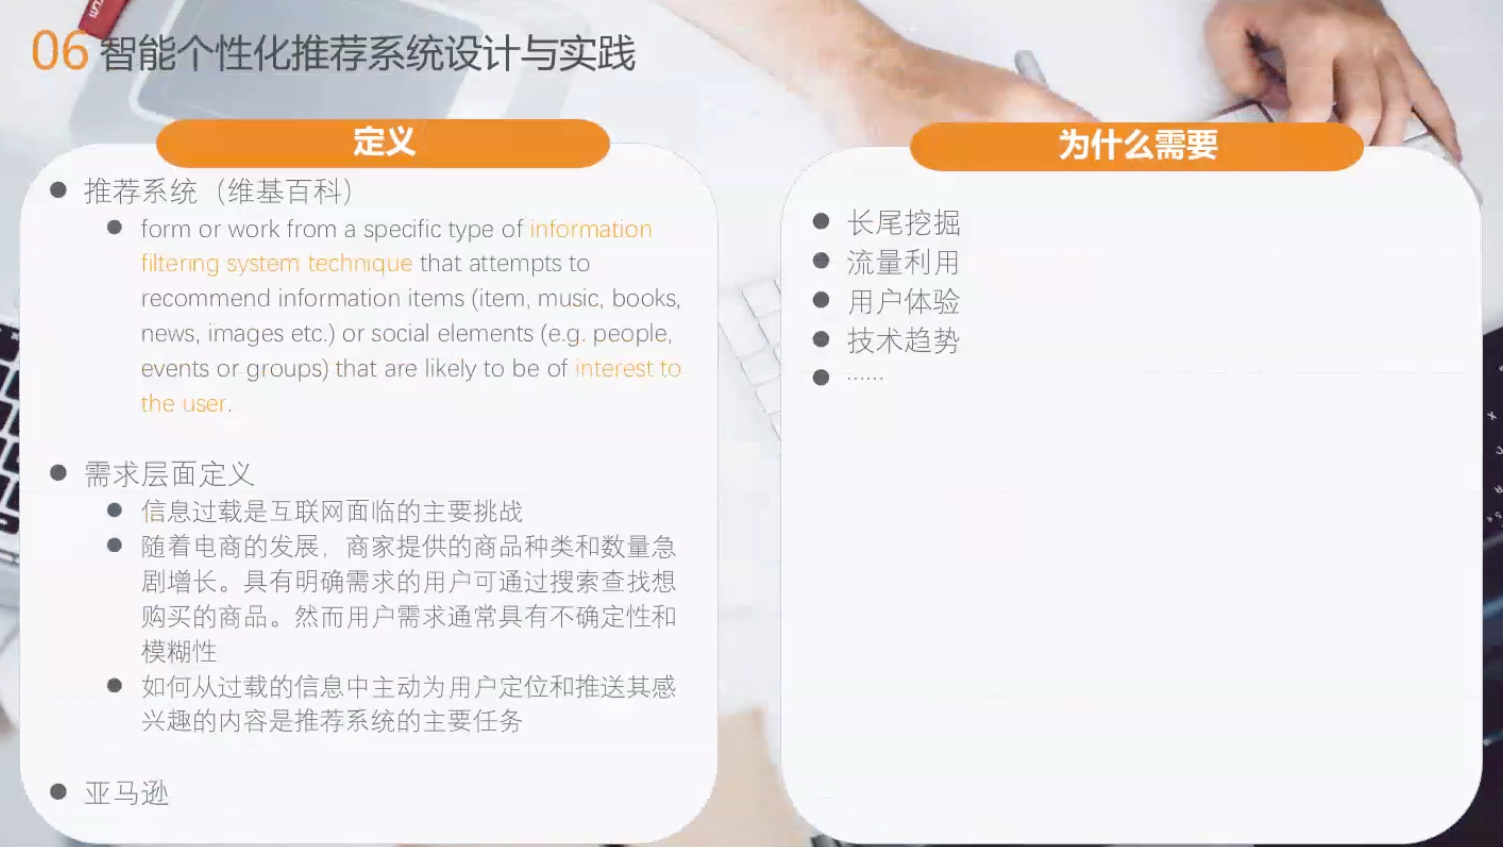 06 智能个性化推荐系统设计与实践
定义
推荐系统（维基百科）
form or work from a specific type of information
filtering system technique that attempts to
recommend information items (item, music, books,
news, images etc.) or social elements (e.g. people,
events or groups) that are likely to be of interest to
the user.
需求层面定义
信息过载是互联网面临的主要挑战
随着电商的发展，商家提供的商品种类和数量急
剧增长。具有明确需求的用户可通过搜索查找想
购买的商品。然而用户需求通常具有不确定性和
模糊性
如何从过载的信息中主动为用户定位和推送其感
兴趣的内容是推荐系统的主要任务
亚马逊
为什么需要
长尾挖掘
流量利用
用户体验
技术趋势
……